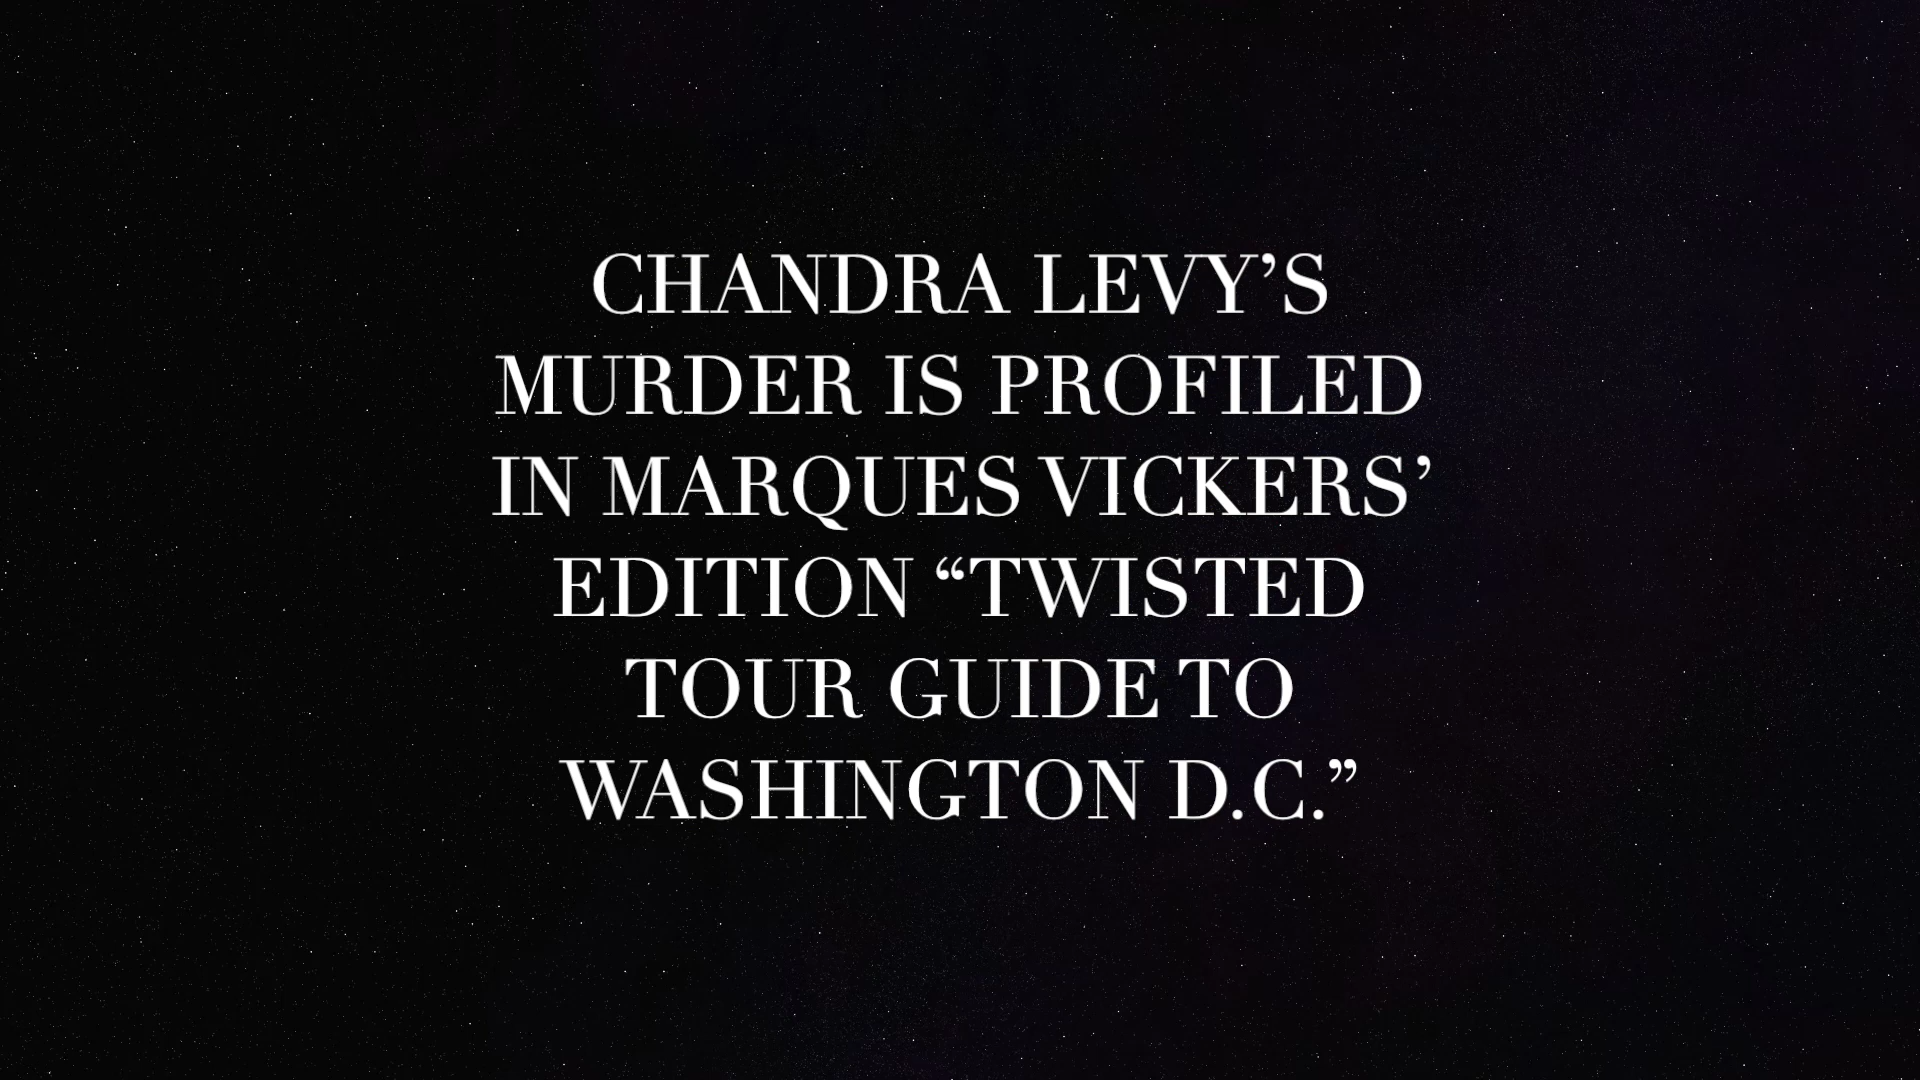 CHANDRA LEVY’S
MURDER IS PROFILED
IN MARQUES VICKERS’
EDITION “TWISTED
TOUR GUIDE TO
WASHINGTON D.C.”